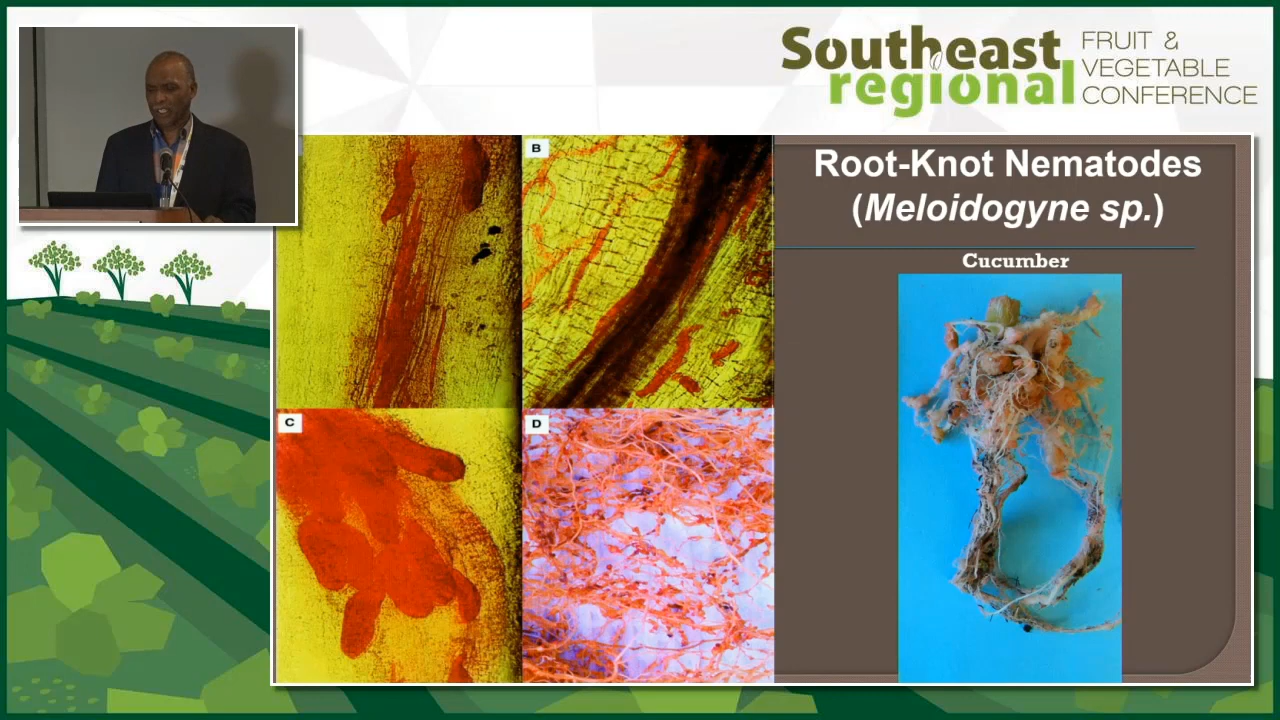 Southeast
regional
FRUIT &
VEGETABLE
CONFERENCE
B
C
D
Root-Knot Nematodes
(Meloidogyne sp.)
Cucumber